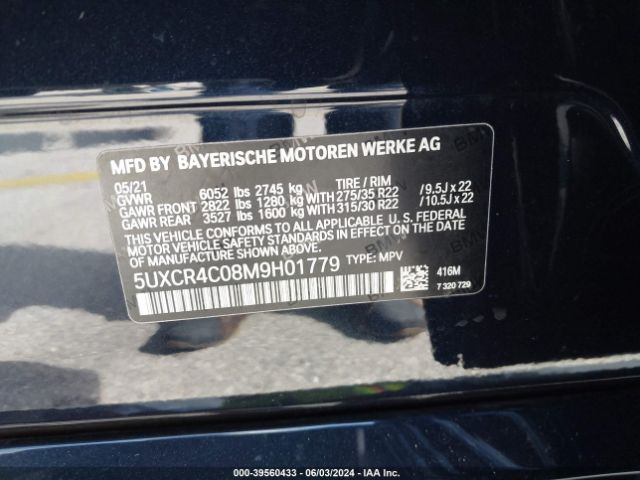 MFD BY BAYERISCHE MOTOREN WERKE AG
05/21
GVWR 6052 lbs 2745 kg TIRE / RIM
GAWR FRONT 2822 lbs 1280 kg WITH 275/35 R22 / 9.5J x 22
GAWR REAR 3527 lbs 1600 kg WITH 315/30 R22 / 10.5J x 22
THIS VEHICLE CONFORMS TO ALL APPLICABLE U. S. FEDERAL
SAFETY STANDARDS IN EFFECT ON THE DATE
OF MANUFACTURE SHOWN ABOVE.
5UXCR4C08M9H01779 TYPE: MPV
416M
7 320 729
000-39560433 - 06/03/2024 - IAA Inc.